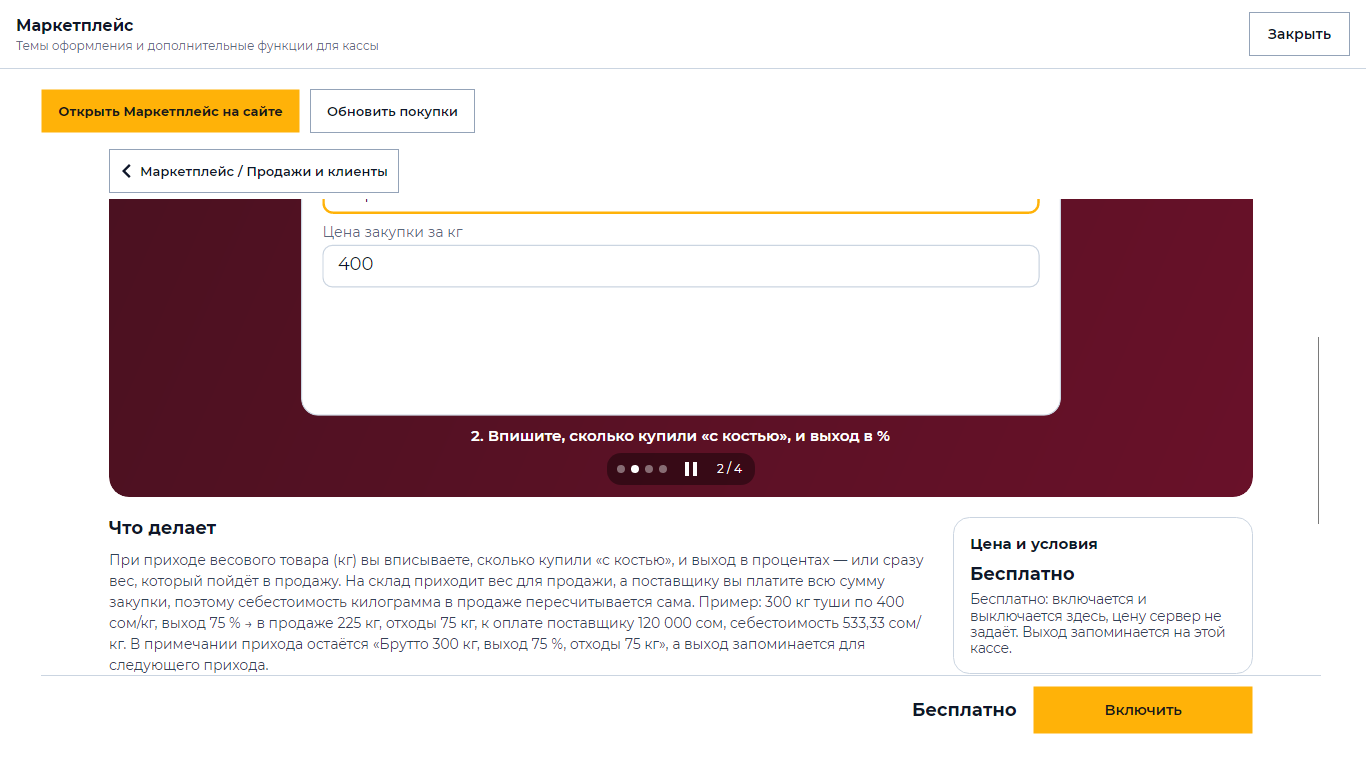 Маркетплейс
Темы оформления и дополнительные функции для кассы
Закрыть
Открыть Маркетплейс на сайте
Обновить покупки
Маркетплейс / Продажи и клиенты
Цена закупки за кг
400
2. Впишите, сколько купили «с костью», и выход в %
2 / 4
Что делает
При приходе весового товара (кг) вы вписываете, сколько купили «с костью», и выход в процентах — или сразу
вес, который пойдёт в продажу. На склад приходит вес для продажи, а поставщику вы платите всю сумму
закупки, поэтому себестоимость килограмма в продаже пересчитывается сама. Пример: 300 кг туши по 400
сом/кг, выход 75 % → в продаже 225 кг, отходы 75 кг, к оплате поставщику 120 000 сом, себестоимость 533,33 сом/
кг. В примечании прихода остаётся «Брутто 300 кг, выход 75 %, отходы 75 кг», а выход запоминается для
следующего прихода.
Цена и условия
Бесплатно
Бесплатно: включается и
выключается здесь, цену сервер не
задаёт. Выход запоминается на этой
кассе.
Бесплатно
Включить